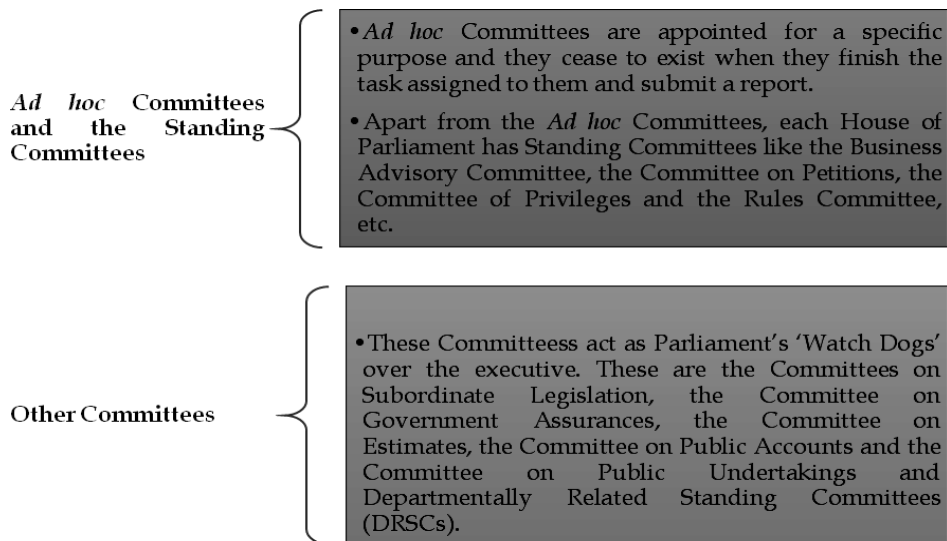 Ad hoc Committees
and the Standing
Committees
•Ad hoc Committees are appointed for a specific
purpose and they cease to exist when they finish the
task assigned to them and submit a report.
•Apart from the Ad hoc Committees, each House of
Parliament has Standing Committees like the Business
Advisory Committee, the Committee on Petitions, the
Committee of Privileges and the Rules Committee,
etc.
Other Committees
•These Committeess act as Parliament's 'Watch Dogs'
over the executive. These are the Committees on
Subordinate Legislation, the Committee on
Government Assurances, the Committee on
Estimates, the Committee on Public Accounts and the
Committee on Public Undertakings and
Departmentally Related Standing Committees
(DRSCs).